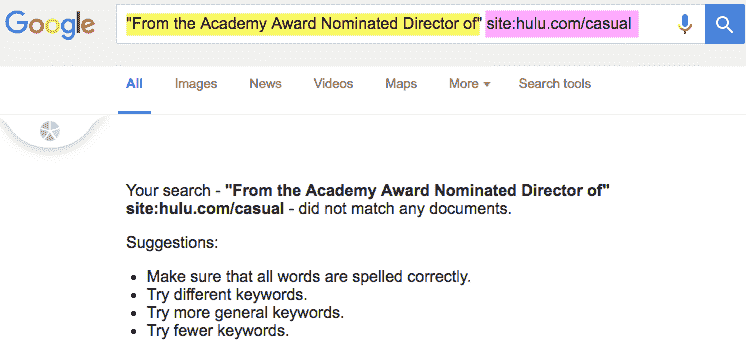 Google "From the Academy Award Nominated Director of" site:hulu.com/casual
All Images News Videos Maps More Search tools
Your search - "From the Academy Award Nominated Director of"
site:hulu.com/casual - did not match any documents.
Suggestions:
• Make sure that all words are spelled correctly.
• Try different keywords.
• Try more general keywords.
• Try fewer keywords.